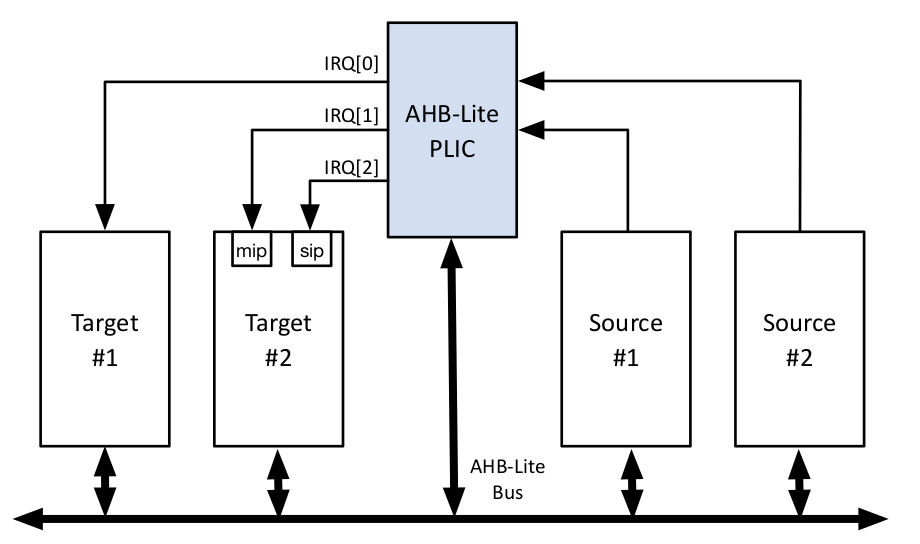 IRQ[0]
IRQ[1]
IRQ[2]
AHB-Lite
PLIC
mip
sip
Target
#1
Target
#2
Source
#1
Source
#2
AHB-Lite
Bus